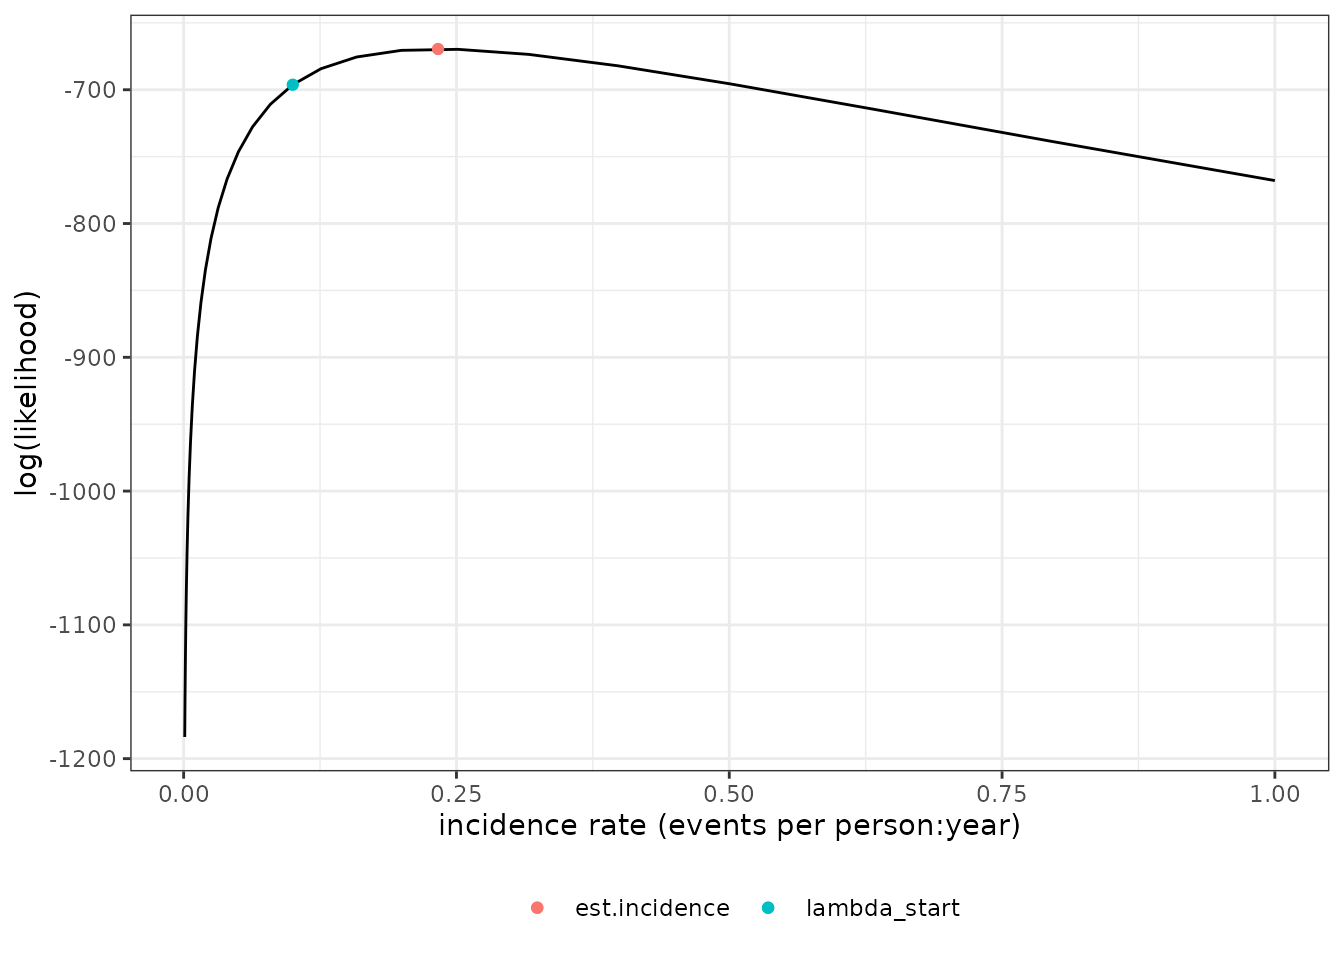 log(likelihood)
-700
-800
-900
-1000
-1100
-1200
0.00 0.25 0.50 0.75 1.00
incidence rate (events per person:year)
est.incidence lambda_start